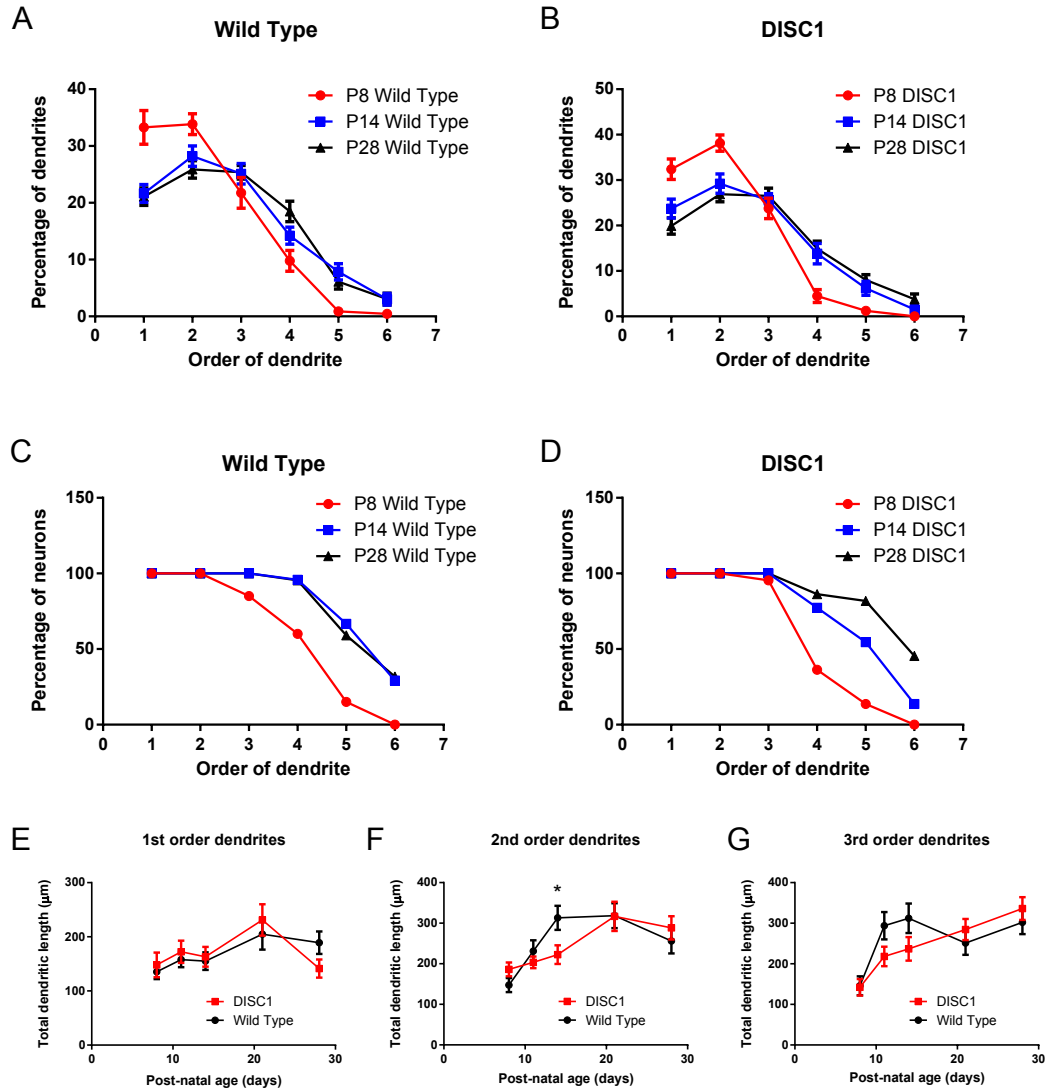 A
Wild Type
Percentage of dendrites
40
30
20
10
0
0 1 2 3 4 5 6 7
Order of dendrite
P8 Wild Type
P14 Wild Type
P28 Wild Type
B
DISC1
Percentage of dendrites
50
40
30
20
10
0
0 1 2 3 4 5 6 7
Order of dendrite
P8 DISC1
P14 DISC1
P28 DISC1
C
Wild Type
Percentage of neurons
150
100
50
0
0 1 2 3 4 5 6 7
Order of dendrite
P8 Wild Type
P14 Wild Type
P28 Wild Type
D
DISC1
Percentage of neurons
150
100
50
0
0 1 2 3 4 5 6 7
Order of dendrite
P8 DISC1
P14 DISC1
P28 DISC1
E
1st order dendrites
Total dendritic length (μm)
300
200
100
0
0 10 20 30
Post-natal age (days)
DISC1
Wild Type
F
2nd order dendrites
Total dendritic length (μm)
400
300
200
100
0
0 10 20 30
Post-natal age (days)
*
DISC1
Wild Type
G
3rd order dendrites
Total dendritic length (μm)
400
300
200
100
0
0 10 20 30
Post-natal age (days)
DISC1
Wild Type